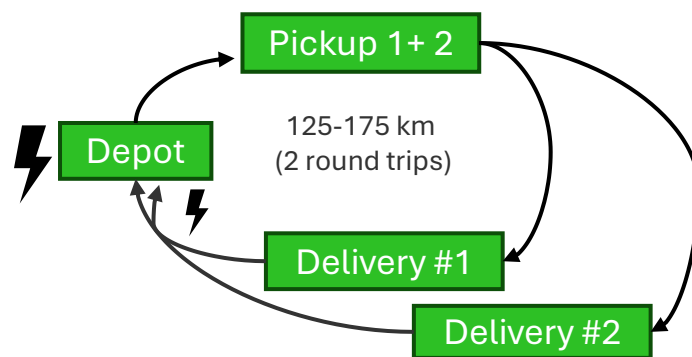 Pickup 1+ 2
125-175 km
(2 round trips)
Depot
Delivery #1
Delivery #2